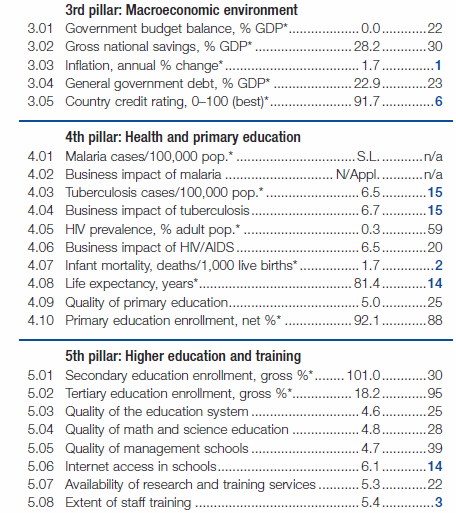 3rd pillar: Macroeconomic environment
3.01 Government budget balance, % GDP*....................0.0.............22
3.02 Gross national savings, % GDP*..........................28.2.............30
3.03 Inflation, annual % change*..................................1.7...............1
3.04 General government debt, % GDP*......................22.9.............23
3.05 Country credit rating, 0–100 (best)*......................91.7...............6
4th pillar: Health and primary education
4.01 Malaria cases/100,000 pop.*...............................S.L............n/a
4.02 Business impact of malaria............................N/Appl............n/a
4.03 Tuberculosis cases/100,000 pop.*........................6.5.............15
4.04 Business impact of tuberculosis............................6.7.............15
4.05 HIV prevalence, % adult pop.*..............................0.3.............59
4.06 Business impact of HIV/AIDS................................6.5.............20
4.07 Infant mortality, deaths/1,000 live births*................1.7...............2
4.08 Life expectancy, years*........................................81.4.............14
4.09 Quality of primary education..................................5.0.............25
4.10 Primary education enrollment, net %*..................92.1.............88
5th pillar: Higher education and training
5.01 Secondary education enrollment, gross %*........101.0.............30
5.02 Tertiary education enrollment, gross %*...............18.2.............95
5.03 Quality of the education system............................4.6.............25
5.04 Quality of math and science education.................4.8.............28
5.05 Quality of management schools............................4.7.............39
5.06 Internet access in schools.....................................6.1.............14
5.07 Availability of research and training services...........5.3.............22
5.08 Extent of staff training..........................................5.4...............3